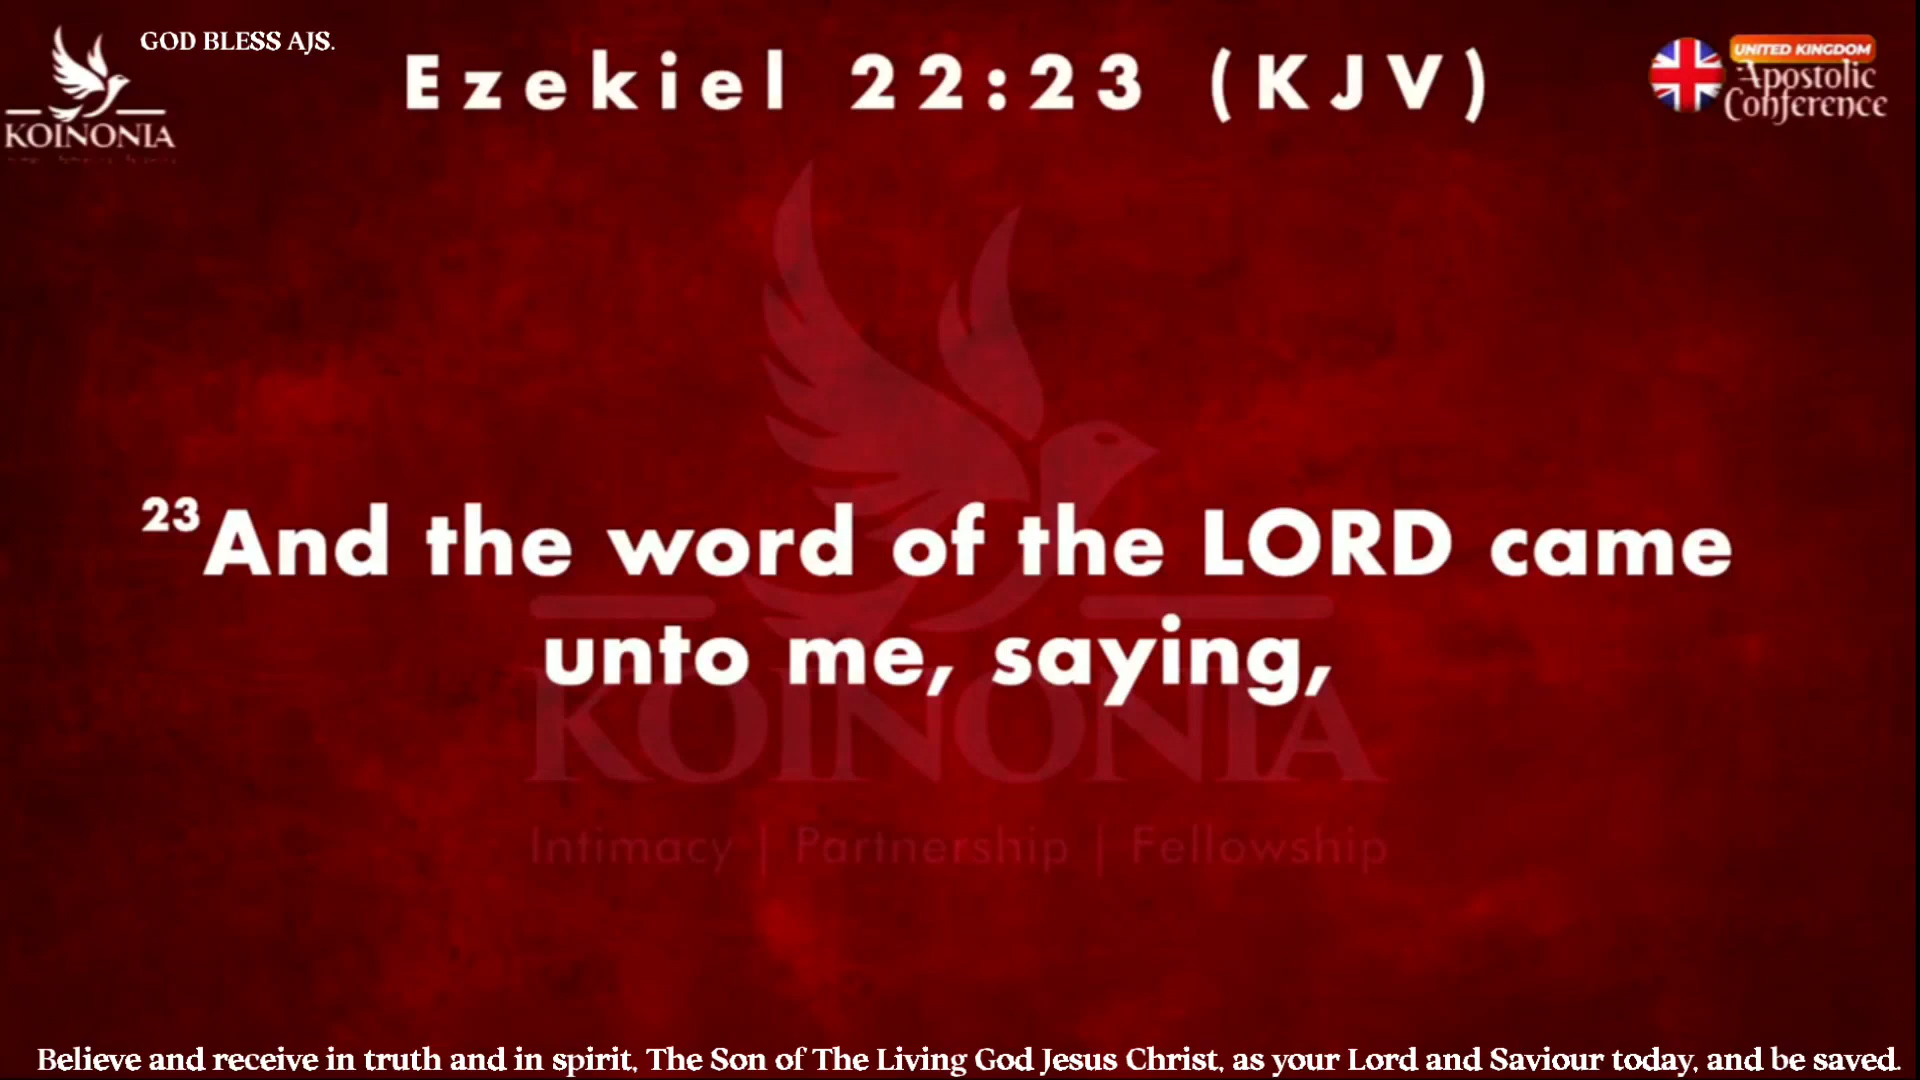 GOD BLESS AJS.
KOINONIA
Ezekiel 22:23 (KJV)
UNITED KINGDOM
Apostolic
Conference
23And the word of the LORD came
unto me, saying,
KOINONIA
Intimacy | Partnership | Fellowship
Believe and receive in truth and in spirit, The Son of The Living God Jesus Christ, as your Lord and Saviour today, and be saved.